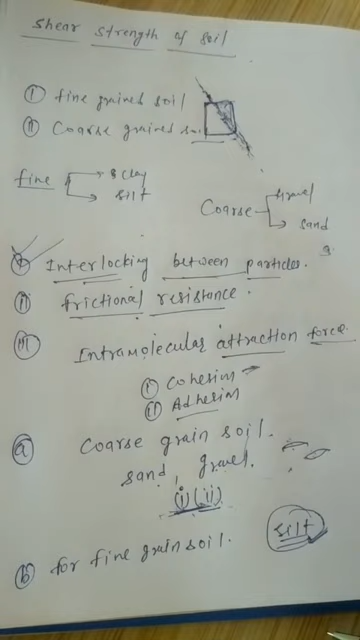 Shear strength of soil
(i) fine grained soil
(ii) Coarse grained soil
fine → clay
→ silt
Coarse → gravel
→ sand
(i) Interlocking between particles.
(ii) frictional resistance.
(iii) Intramolecular attraction force.
(i) Cohesion →
(ii) Adhesion
(a) Coarse grain soil.
sand, gravel.
(i) (ii)
silt
(b) for fine grain soil.